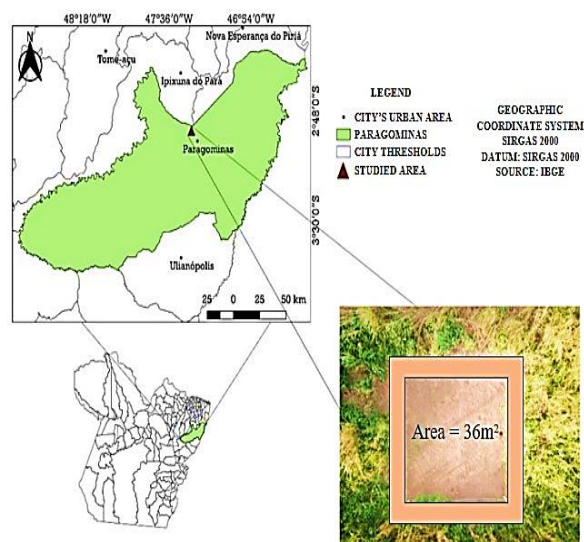 48°18'0"W 47°36'0"W 46°54'0"W
N
Nova Esperança do Piriá
Tomé-açu
Ipixuna do Pará
2°48'0"S
Paragominas
3°30'0"S
Ulianópolis
25 0 25 50 km
LEGEND
CITY'S URBAN AREA
PARAGOMINAS
CITY THRESHOLDS
STUDIED AREA
GEOGRAPHIC
COORDINATE SYSTEM
SIRGAS 2000
DATUM: SIRGAS 2000
SOURCE: IBGE
Area = 36m²